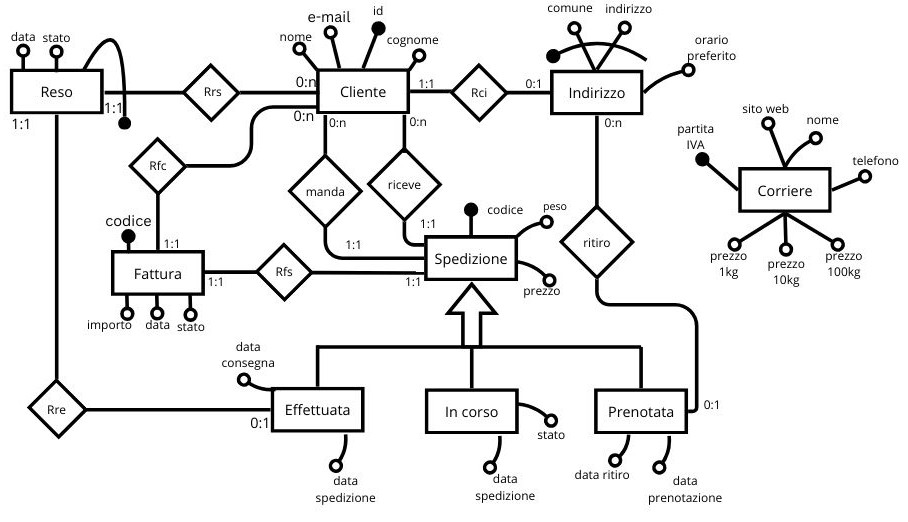 comune
indirizzo
id
e-mail
nome
cognome
data
stato
orario
preferito
Reso
Rrs
0:n
Cliente
1:1
Rci
0:1
Indirizzo
1:1
1:1
0:n
0:n
0:n
0:n
sito web
nome
partita
IVA
telefono
Corriere
Rfc
manda
riceve
codice
1:1
1:1
1:1
codice
peso
ritiro
prezzo
1kg
prezzo
10kg
prezzo
100kg
Fattura
1:1
Rfs
1:1
Spedizione
prezzo
importo
data
stato
data
consegna
Rre
Effettuata
0:1
In corso
stato
Prenotata
0:1
data
spedizione
data
spedizione
data ritiro
data
prenotazione